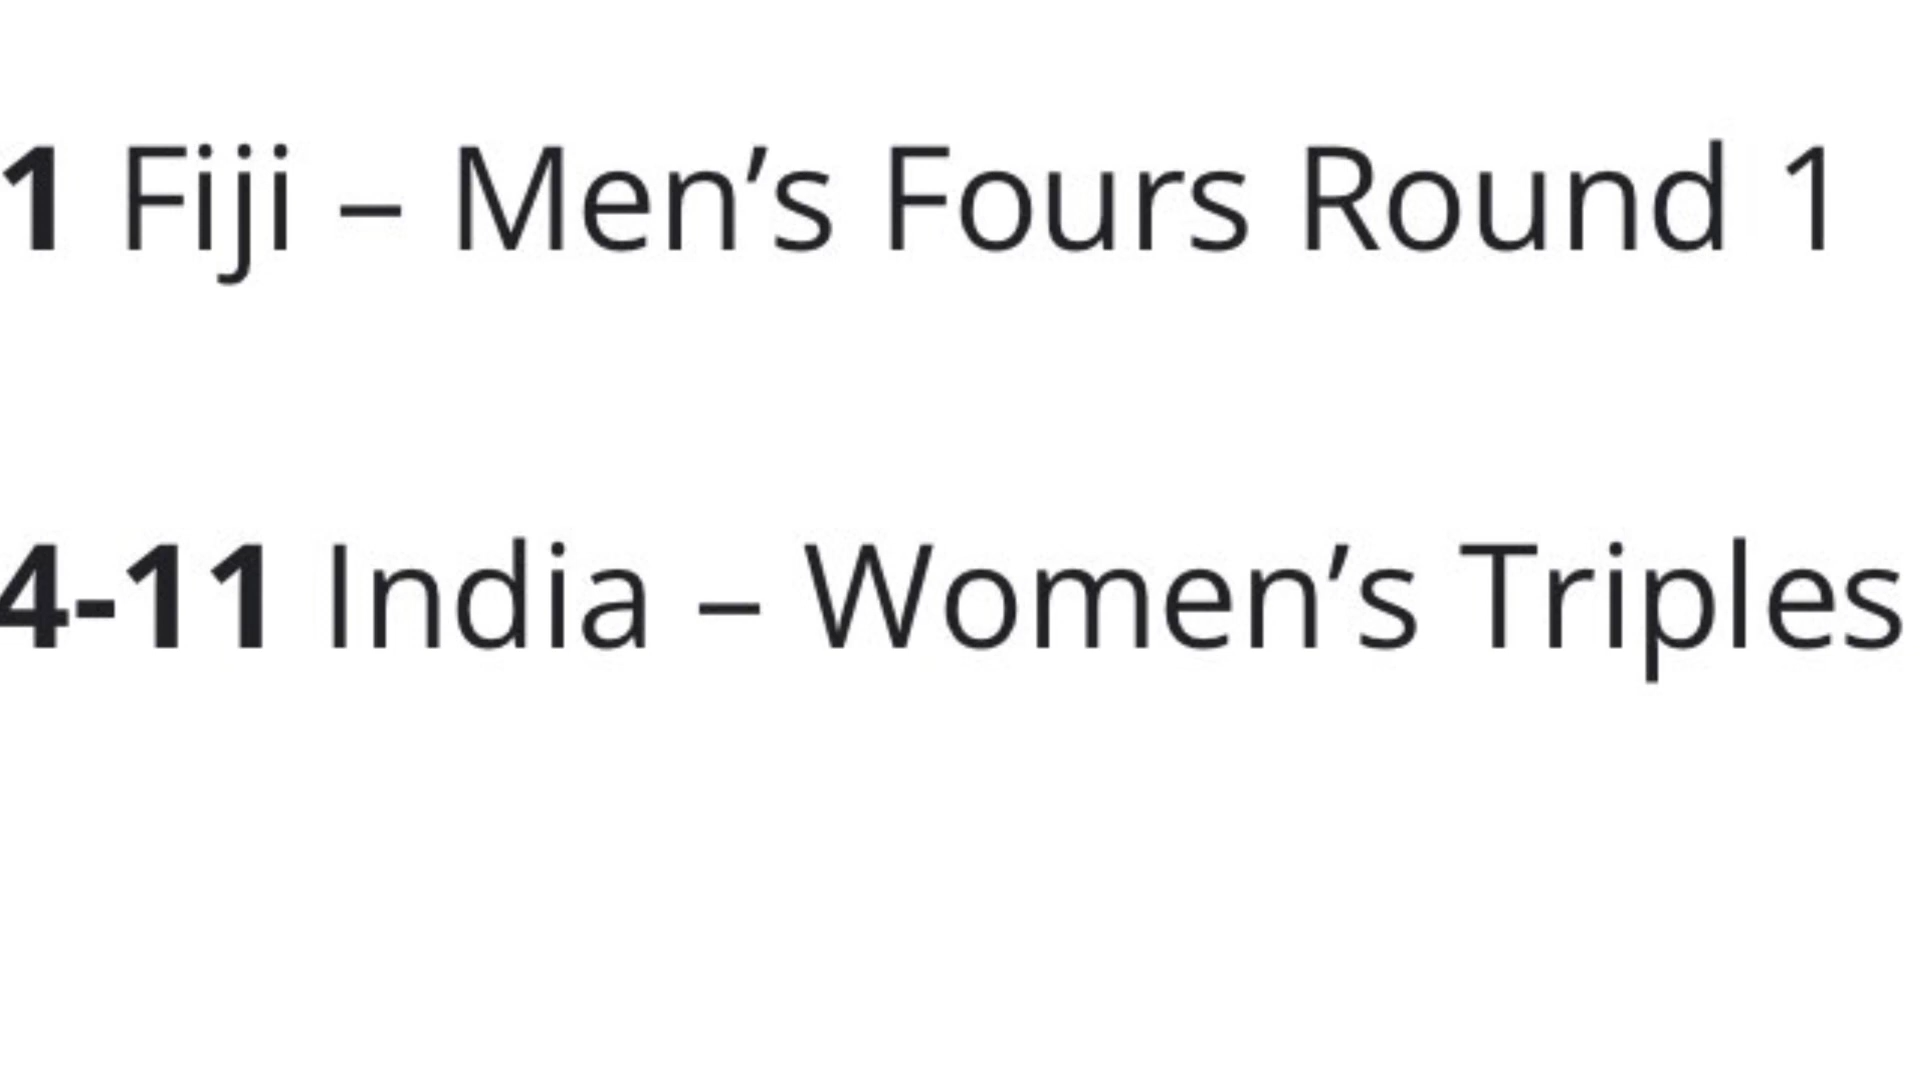 1 Fiji – Men’s Fours Round 1
4-11 India – Women’s Triples